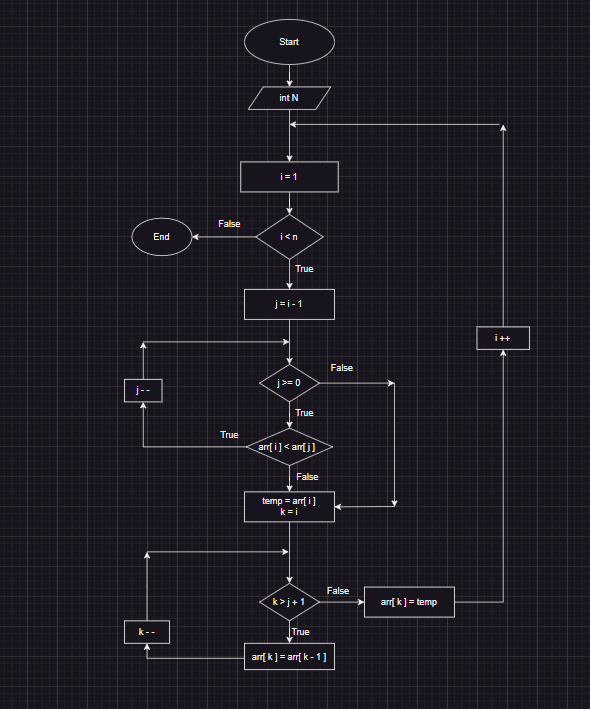 Start
int N
i = 1
False
End
i < n
True
j = i - 1
i ++
False
j >= 0
j - -
True
True
arr[ i ] < arr[ j ]
False
temp = arr[ i ]
k = i
False
k > j + 1
arr[ k ] = temp
k - -
True
arr[ k ] = arr[ k - 1 ]